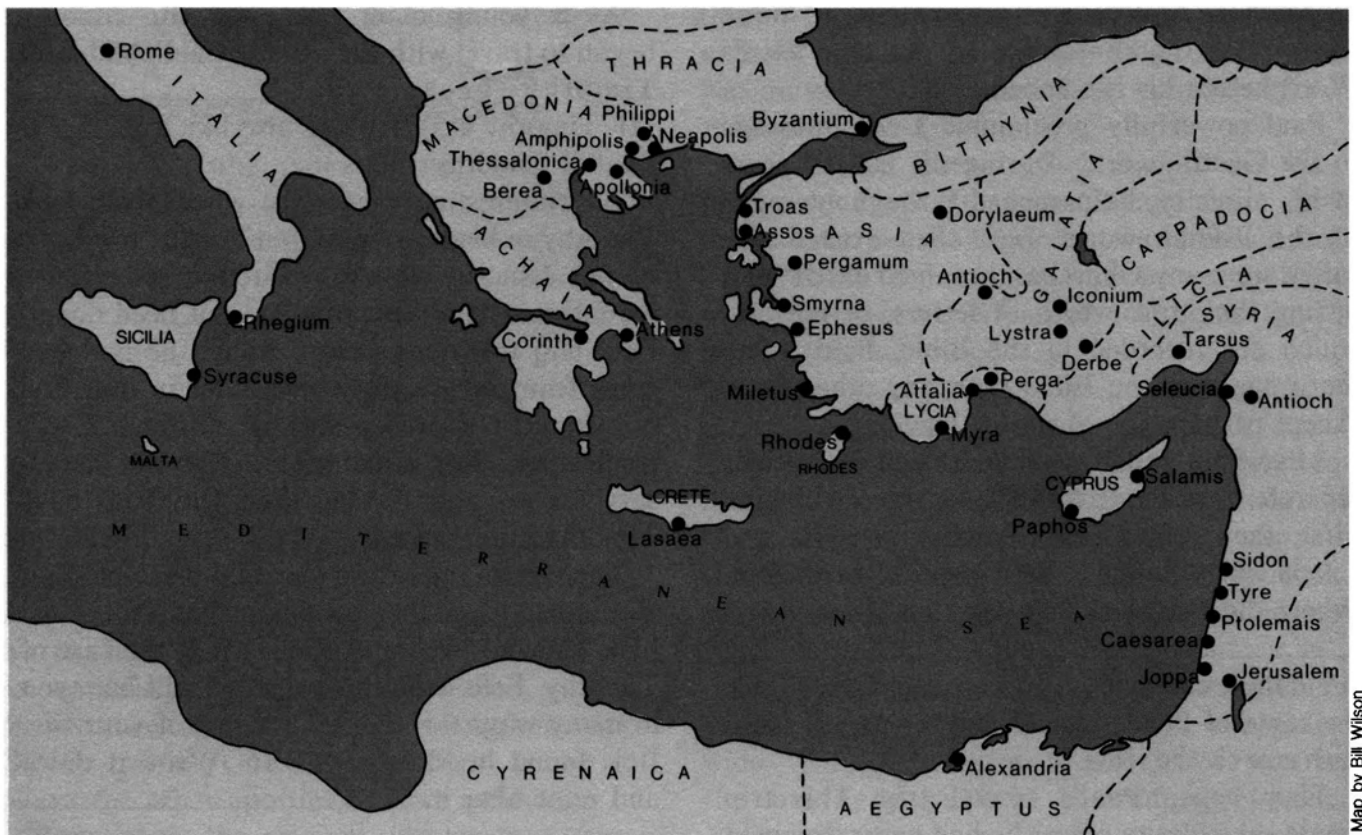 Rome
ITALIA
THRACIA
MACEDONIA
Philippi
Amphipolis
Neapolis
Byzantium
Thessalonica
Berea
Apollonia
BITHYNIA
Troas
Dorylaeum
Assos
ASIA
GALATIA
CAPPADOCIA
ACHAIA
Pergamum
Antioch
Smyrna
Iconium
CILICIA
SICILIA
Rhegium
Ephesus
Lystra
SYRIA
Corinth
Athens
Derbe
Tarsus
Syracuse
Miletus
Attalia
Perga
Seleucia
Antioch
LYCIA
Rhodes
Myra
MALTA
RHODES
CYPRUS
Salamis
CRETE
Paphos
Lasaea
MEDITERRANEAN SEA
Sidon
Tyre
Ptolemais
Caesarea
Joppa
Jerusalem
Alexandria
CYRENAICA
AEGYPTUS
Map by Bill Wilson